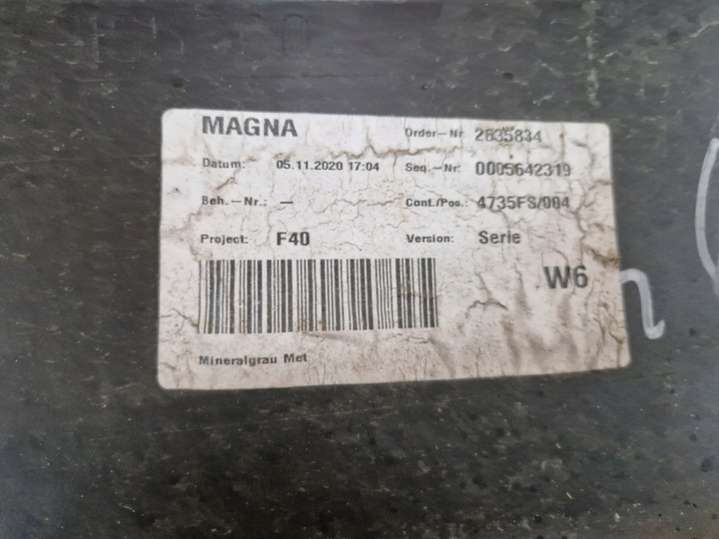 MAGNA Order-Nr 2835834
Datum: 05.11.2020 17:04 Seq.-Nr: 0005642319
Beh.-Nr.: — Cont./Pos.: 4735FS/004
Project: F40 Version: Serie
W6
Mineralgrau Met